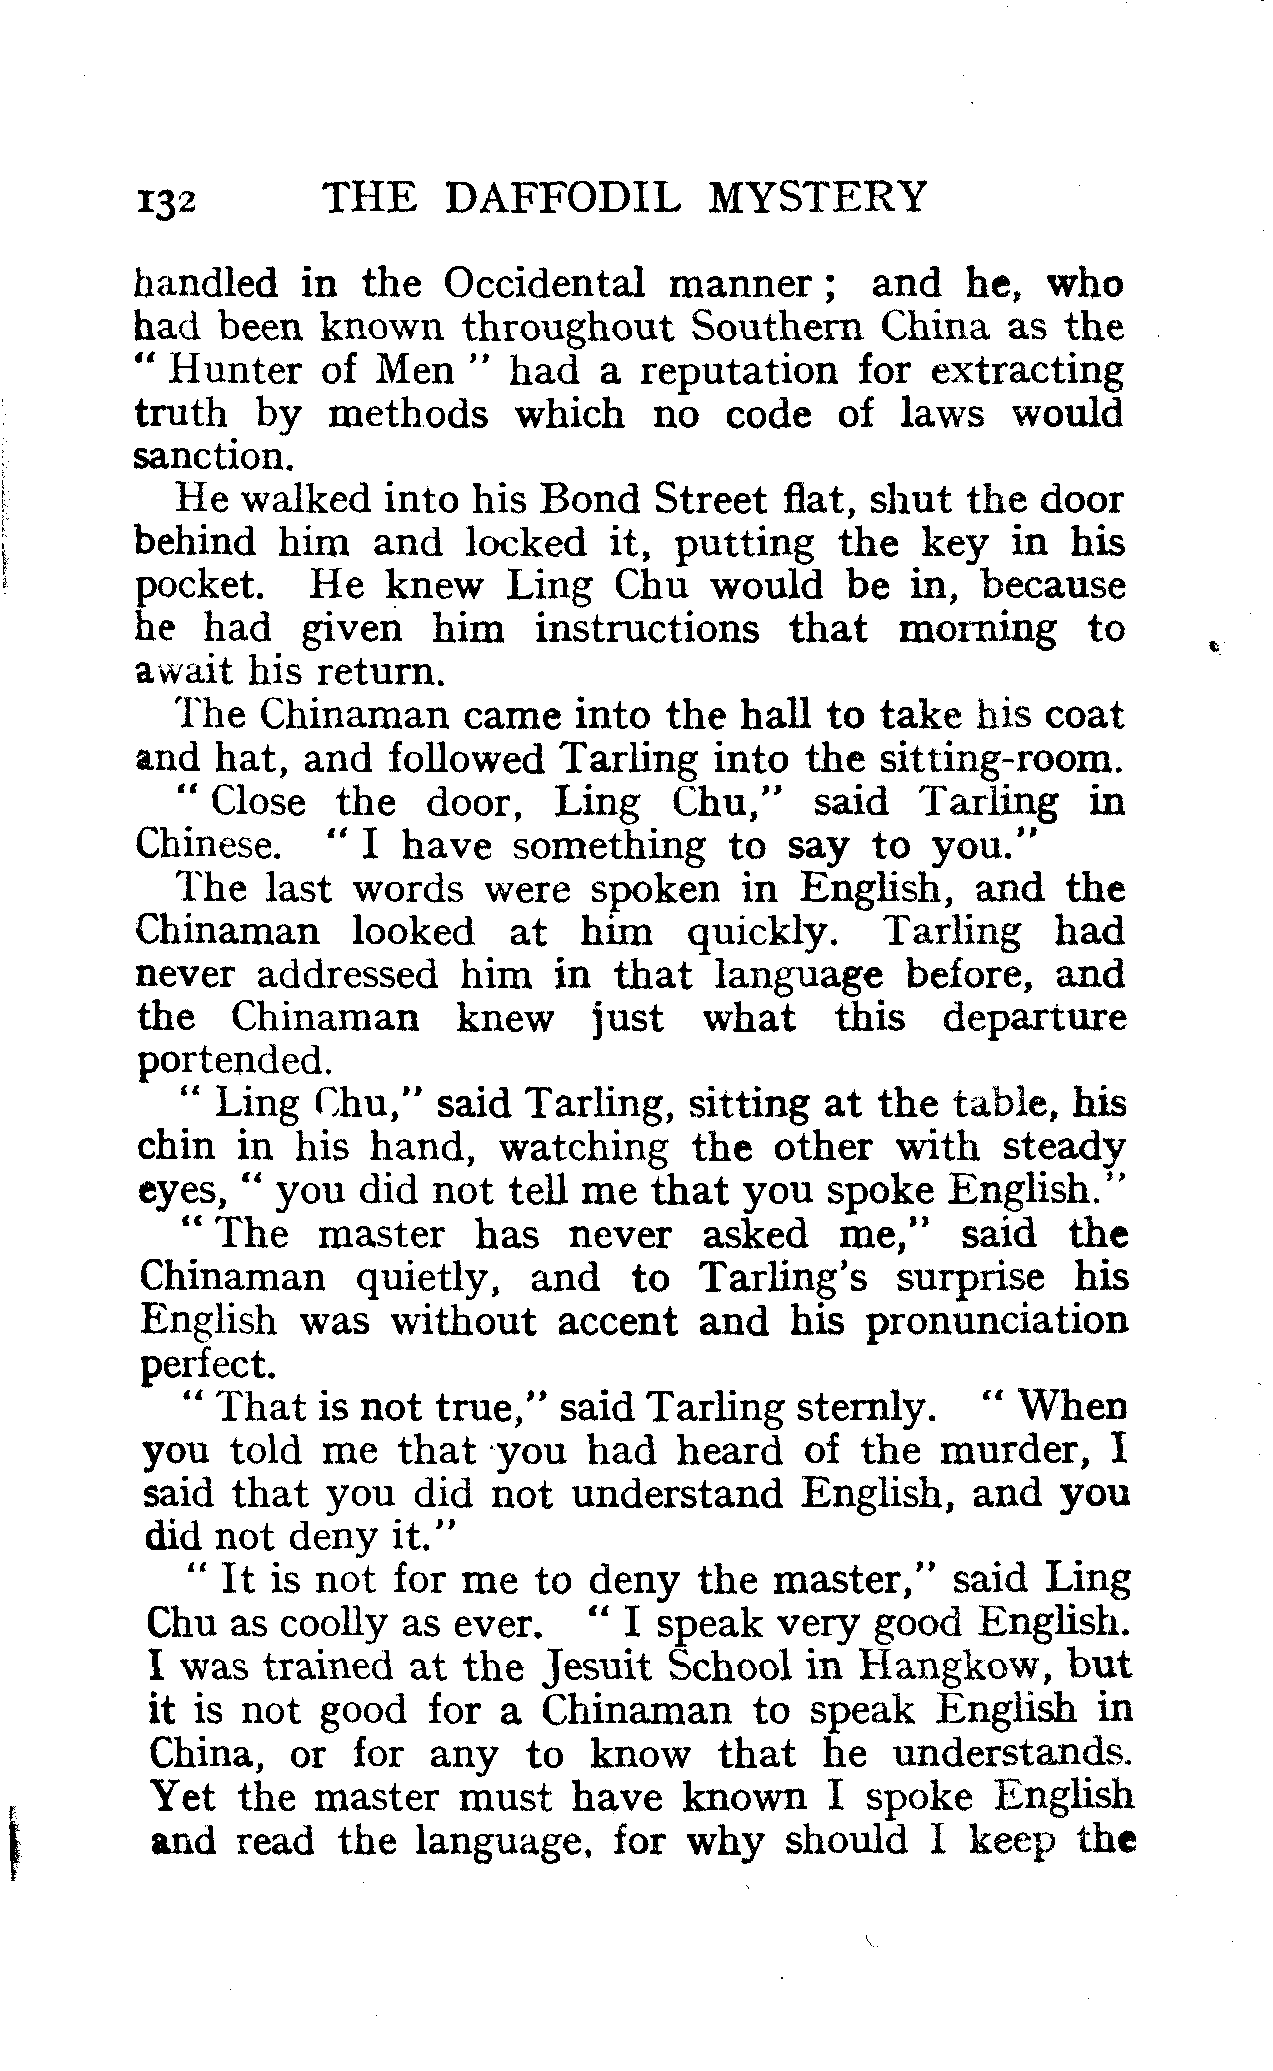 132 THE DAFFODIL MYSTERY
handled in the Occidental manner ; and he, who
had been known throughout Southern China as the
“ Hunter of Men ” had a reputation for extracting
truth by methods which no code of laws would
sanction.
He walked into his Bond Street flat, shut the door
behind him and locked it, putting the key in his
pocket. He knew Ling Chu would be in, because
he had given him instructions that morning to
await his return.
The Chinaman came into the hall to take his coat
and hat, and followed Tarling into the sitting-room.
“ Close the door, Ling Chu,” said Tarling in
Chinese. “ I have something to say to you.”
The last words were spoken in English, and the
Chinaman looked at him quickly. Tarling had
never addressed him in that language before, and
the Chinaman knew just what this departure
portended.
“ Ling Chu,” said Tarling, sitting at the table, his
chin in his hand, watching the other with steady
eyes, “ you did not tell me that you spoke English.”
“ The master has never asked me,” said the
Chinaman quietly, and to Tarling's surprise his
English was without accent and his pronunciation
perfect.
“ That is not true,” said Tarling sternly. “ When
you told me that you had heard of the murder, I
said that you did not understand English, and you
did not deny it.”
“ It is not for me to deny the master,” said Ling
Chu as coolly as ever. “ I speak very good English.
I was trained at the Jesuit School in Hangkow, but
it is not good for a Chinaman to speak English in
China, or for any to know that he understands.
Yet the master must have known I spoke English
and read the language, for why should I keep the